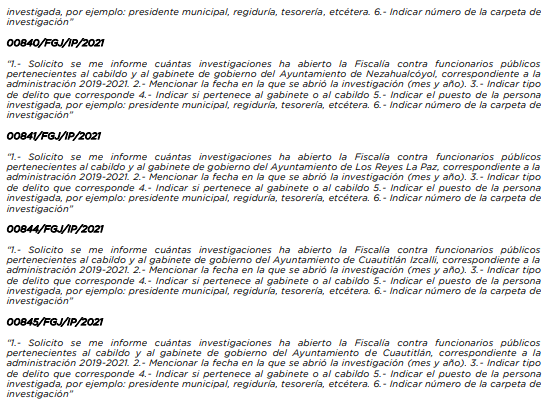 investigada, por ejemplo: presidente municipal, regiduría, tesorería, etcétera. 6.- Indicar número de la carpeta de
investigación"
00840/FGJ/IP/2021
"1.- Solicito se me informe cuántas investigaciones ha abierto la Fiscalía contra funcionarios públicos
pertenecientes al cabildo y al gabinete de gobierno del Ayuntamiento de Nezahualcóyol, correspondiente a la
administración 2019-2021. 2.- Mencionar la fecha en la que se abrió la investigación (mes y año). 3.- Indicar tipo
de delito que corresponde 4.- Indicar si pertenece al gabinete o al cabildo 5.- Indicar el puesto de la persona
investigada, por ejemplo: presidente municipal, regiduría, tesorería, etcétera. 6.- Indicar número de la carpeta de
investigación"
00841/FGJ/IP/2021
"1.- Solicito se me informe cuántas investigaciones ha abierto la Fiscalía contra funcionarios públicos
pertenecientes al cabildo y al gabinete de gobierno del Ayuntamiento de Los Reyes La Paz, correspondiente a la
administración 2019-2021. 2.- Mencionar la fecha en la que se abrió la investigación (mes y año). 3.- Indicar tipo
de delito que corresponde 4.- Indicar si pertenece al gabinete o al cabildo 5.- Indicar el puesto de la persona
investigada, por ejemplo: presidente municipal, regiduría, tesorería, etcétera. 6.- Indicar número de la carpeta de
investigación"
00844/FGJ/IP/2021
"1.- Solicito se me informe cuántas investigaciones ha abierto la Fiscalía contra funcionarios públicos
pertenecientes al cabildo y al gabinete de gobierno del Ayuntamiento de Cuautitlán Izcalli, correspondiente a la
administración 2019-2021. 2.- Mencionar la fecha en la que se abrió la investigación (mes y año). 3.- Indicar tipo
de delito que corresponde 4.- Indicar si pertenece al gabinete o al cabildo 5.- Indicar el puesto de la persona
investigada, por ejemplo: presidente municipal, regiduría, tesorería, etcétera. 6.- Indicar número de la carpeta de
investigación"
00845/FGJ/IP/2021
"1.- Solicito se me informe cuántas investigaciones ha abierto la Fiscalía contra funcionarios públicos
pertenecientes al cabildo y al gabinete de gobierno del Ayuntamiento de Cuautitlán, correspondiente a la
administración 2019-2021. 2.- Mencionar la fecha en la que se abrió la investigación (mes y año). 3.- Indicar tipo
de delito que corresponde 4.- Indicar si pertenece al gabinete o al cabildo 5.- Indicar el puesto de la persona
investigada, por ejemplo: presidente municipal, regiduría, tesorería, etcétera. 6.- Indicar número de la carpeta de
investigación"